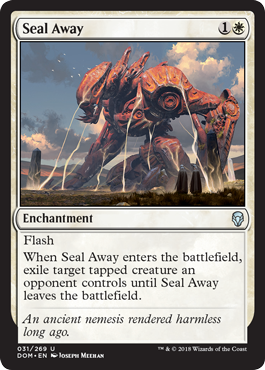 Seal Away 1
Enchantment
Flash
When Seal Away enters the battlefield,
exile target tapped creature an
opponent controls until Seal Away
leaves the battlefield.
An ancient nemesis rendered harmless
long ago.
031/269 U
DOM • EN Joseph Meehan
™ & © 2018 Wizards of the Coast